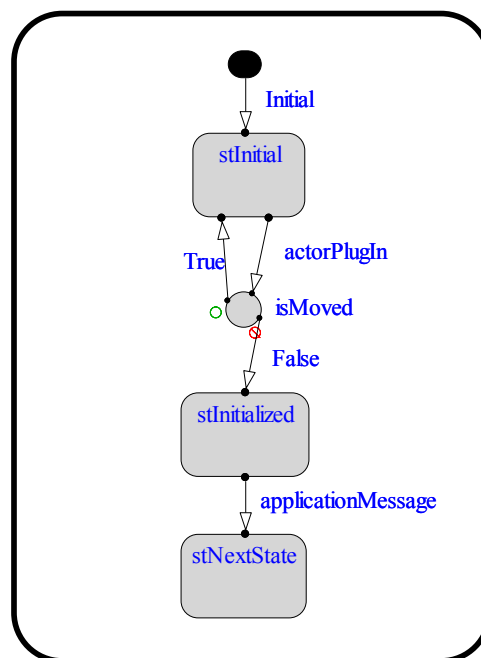 Initial
stInitial
actorPlugIn
True
isMoved
False
stInitialized
applicationMessage
stNextState